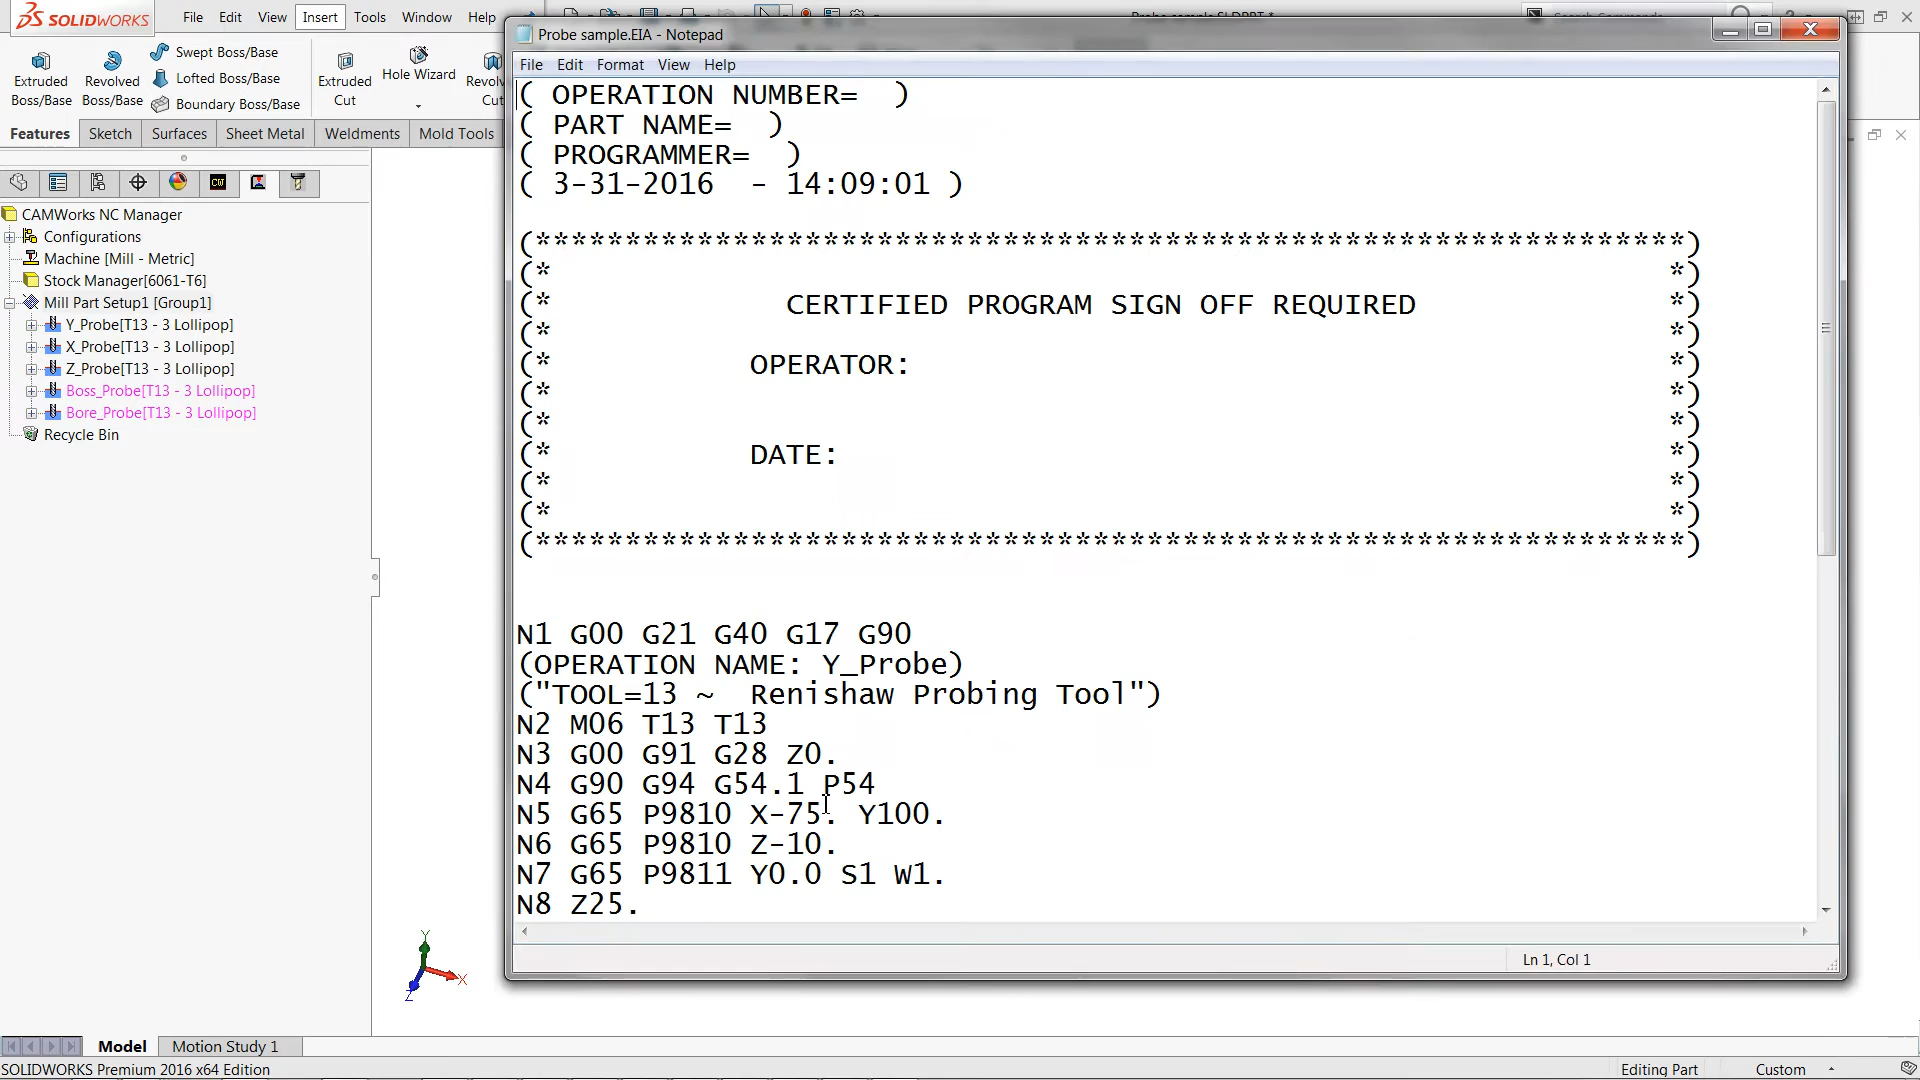 SOLIDWORKS
File Edit View Insert Tools Window Help
Extruded Boss/Base
Revolved Boss/Base
Swept Boss/Base
Lofted Boss/Base
Boundary Boss/Base
Extruded Cut
Hole Wizard
Features Sketch Surfaces Sheet Metal Weldments Mold Tools
CAMWorks NC Manager
Configurations
Machine [Mill - Metric]
Stock Manager[6061-T6]
Mill Part Setup1 [Group1]
Y_Probe[T13 - 3 Lollipop]
X_Probe[T13 - 3 Lollipop]
Z_Probe[T13 - 3 Lollipop]
Boss_Probe[T13 - 3 Lollipop]
Bore_Probe[T13 - 3 Lollipop]
Recycle Bin
Probe sample.EIA - Notepad
File Edit Format View Help
( OPERATION NUMBER=  )
( PART NAME=  )
( PROGRAMMER=  )
( 3-31-2016  - 14:09:01 )
(****************************************************************)
(* *)
(* CERTIFIED PROGRAM SIGN OFF REQUIRED *)
(* *)
(* OPERATOR: *)
(* *)
(* *)
(* DATE: *)
(* *)
(* *)
(****************************************************************)
N1 G00 G21 G40 G17 G90
(OPERATION NAME: Y_Probe)
("TOOL=13 ~  Renishaw Probing Tool")
N2 M06 T13 T13
N3 G00 G91 G28 Z0.
N4 G90 G94 G54.1 P54
N5 G65 P9810 X-75. Y100.
N6 G65 P9810 Z-10.
N7 G65 P9811 Y0.0 S1 W1.
N8 Z25.
Ln 1, Col 1
Y
X
Z
Model Motion Study 1
SOLIDWORKS Premium 2016 x64 Edition
Editing Part
Custom